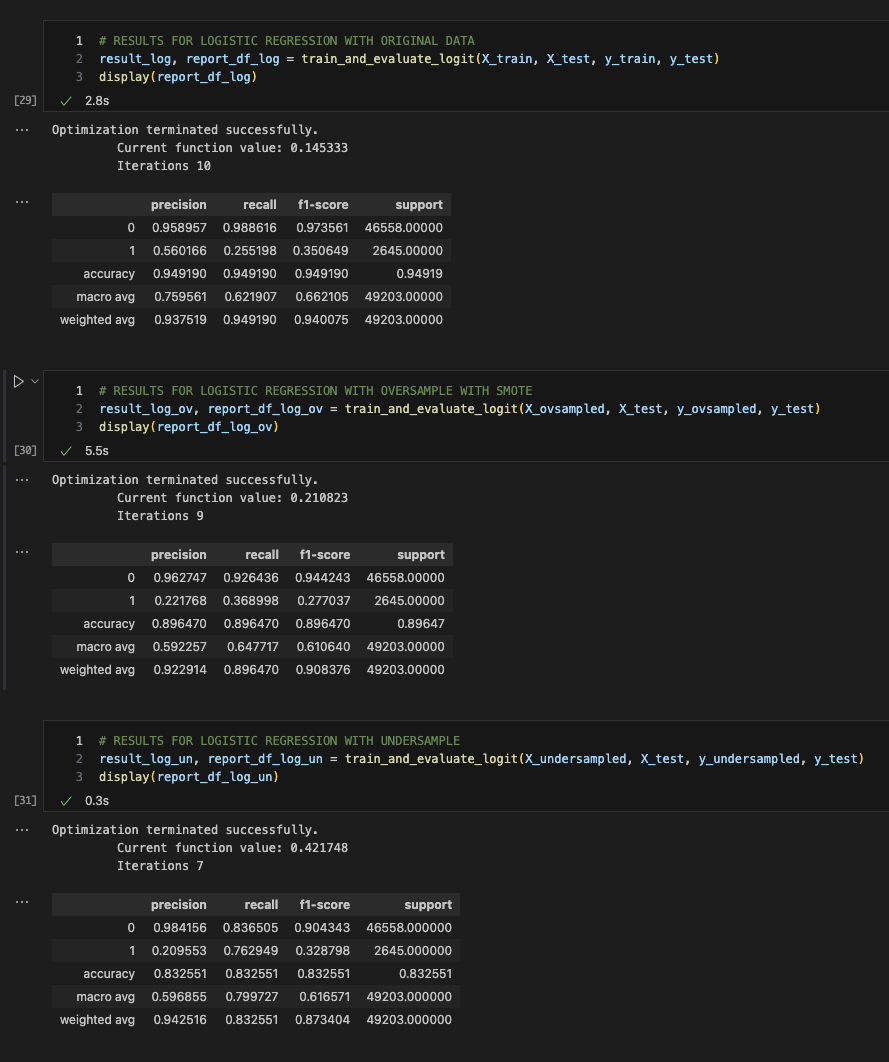 1 # RESULTS FOR LOGISTIC REGRESSION WITH ORIGINAL DATA
2 result_log, report_df_log = train_and_evaluate_logit(X_train, X_test, y_train, y_test)
3 display(report_df_log)
[29] ✓ 2.8s
... Optimization terminated successfully.
Current function value: 0.145333
Iterations 10
...
precision recall f1-score support
0 0.958957 0.988616 0.973561 46558.00000
1 0.560166 0.255198 0.350649 2645.00000
accuracy 0.949190 0.949190 0.949190 0.94919
macro avg 0.759561 0.621907 0.662105 49203.00000
weighted avg 0.937519 0.949190 0.940075 49203.00000
1 # RESULTS FOR LOGISTIC REGRESSION WITH OVERSAMPLE WITH SMOTE
2 result_log_ov, report_df_log_ov = train_and_evaluate_logit(X_ovsampled, X_test, y_ovsampled, y_test)
3 display(report_df_log_ov)
[30] ✓ 5.5s
... Optimization terminated successfully.
Current function value: 0.210823
Iterations 9
...
precision recall f1-score support
0 0.962747 0.926436 0.944243 46558.00000
1 0.221768 0.368998 0.277037 2645.00000
accuracy 0.896470 0.896470 0.896470 0.89647
macro avg 0.592257 0.647717 0.610640 49203.00000
weighted avg 0.922914 0.896470 0.908376 49203.00000
1 # RESULTS FOR LOGISTIC REGRESSION WITH UNDERSAMPLE
2 result_log_un, report_df_log_un = train_and_evaluate_logit(X_undersampled, X_test, y_undersampled, y_test)
3 display(report_df_log_un)
[31] ✓ 0.3s
... Optimization terminated successfully.
Current function value: 0.421748
Iterations 7
...
precision recall f1-score support
0 0.984156 0.836505 0.904343 46558.000000
1 0.209553 0.762949 0.328798 2645.000000
accuracy 0.832551 0.832551 0.832551 0.832551
macro avg 0.596855 0.799727 0.616571 49203.000000
weighted avg 0.942516 0.832551 0.873404 49203.000000